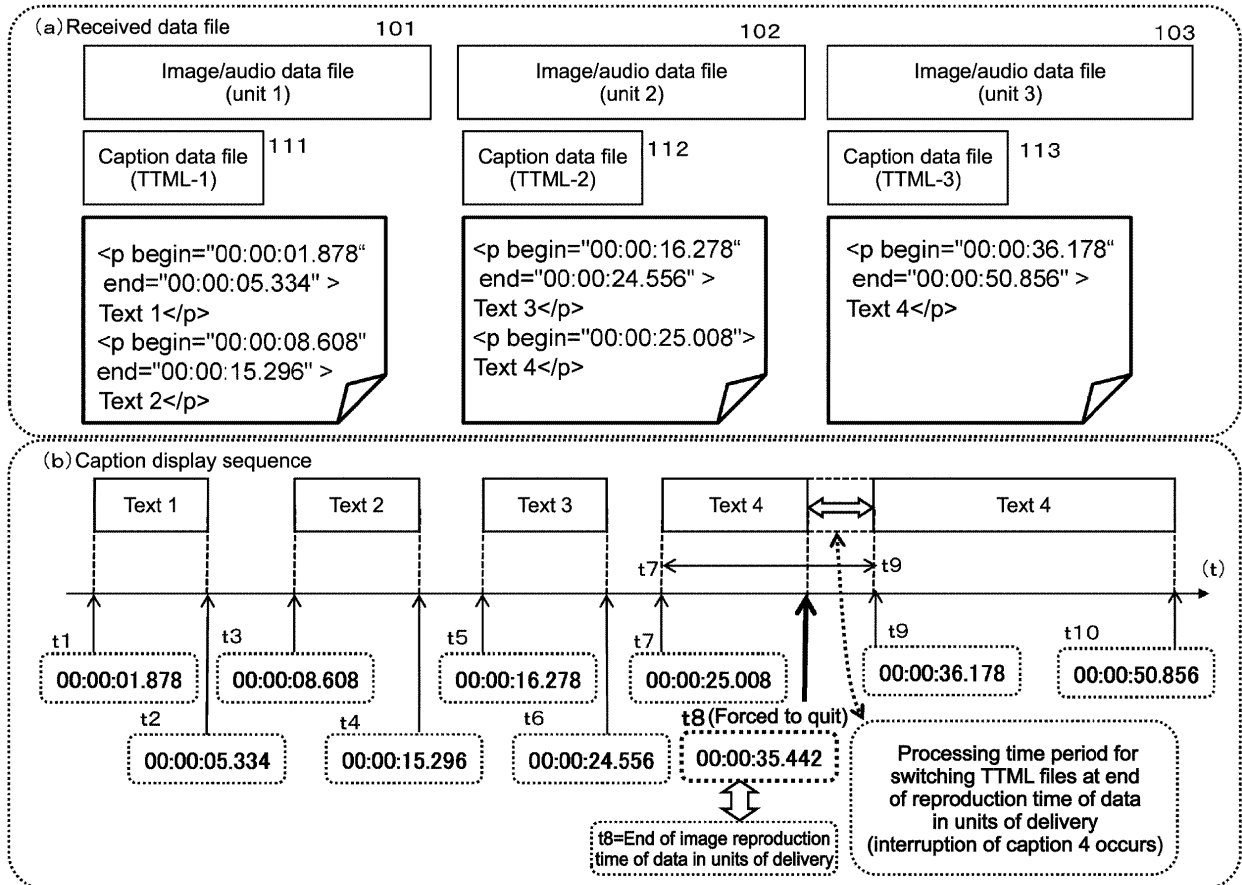 (a)Received data file
101
Image/audio data file
(unit 1)
102
Image/audio data file
(unit 2)
103
Image/audio data file
(unit 3)
Caption data file
(TTML-1)
111
Caption data file
(TTML-2)
112
Caption data file
(TTML-3)
113
<p begin="00:00:01.878“
end="00:00:05.334" >
Text 1</p>
<p begin="00:00:08.608"
end="00:00:15.296" >
Text 2</p>
<p begin="00:00:16.278“
end="00:00:24.556" >
Text 3</p>
<p begin="00:00:25.008">
Text 4</p>
<p begin="00:00:36.178“
end="00:00:50.856" >
Text 4</p>
(b)Caption display sequence
Text 1
Text 2
Text 3
Text 4
Text 4
t7
t9
(t)
t1
00:00:01.878
t2
00:00:05.334
t3
00:00:08.608
t4
00:00:15.296
t5
00:00:16.278
t6
00:00:24.556
t7
00:00:25.008
t8(Forced to quit)
00:00:35.442
t8=End of image reproduction
time of data in units of delivery
t9
00:00:36.178
t10
00:00:50.856
Processing time period for
switching TTML files at end
of reproduction time of data
in units of delivery
(interruption of caption 4 occurs)